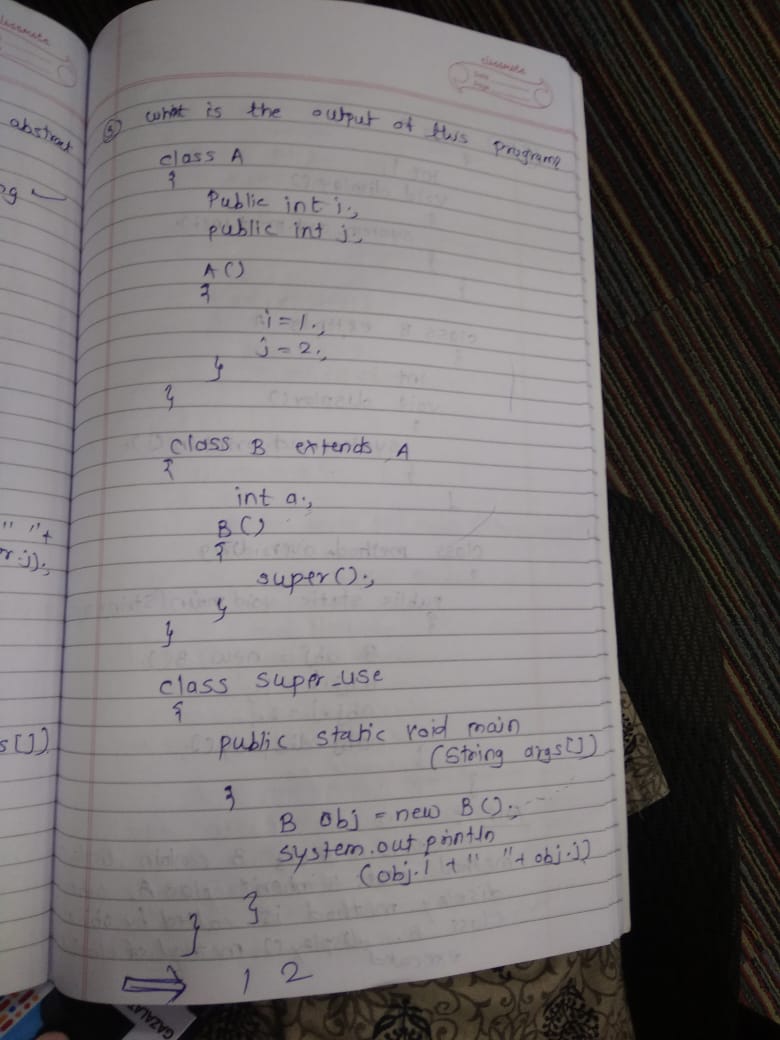 classmate
abstract
ng
" "+
r.j);
s[])
classmate
Date
Page
5 what is the output of this program
class A
{
Public int i;
public int j;
A()
{
i = 1;
j = 2;
}
}
class B extends A
{
int a;
B()
{
super();
}
}
class super_use
{
public static void main
(String args[])
{
B obj = new B();
System.out.println
(obj.i + " " + obj.j)
}
}
⇒ 1 2
GAZALA